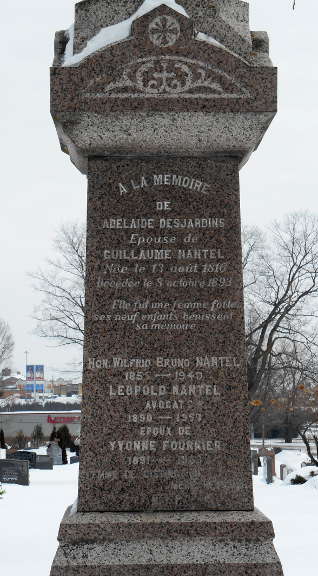 A LA MEMOIRE
DE
ADELAIDE DESJARDINS
Epouse de
GUILLAUME NANTEL
Née le 13 août 1816
Décédée le 8 octobre 1893
Elle fut une femme forte
ses neuf enfants bénissent
sa mémoire
HON. WILFRID BRUNO NANTEL
1857 — 1940
LEOPOLD NANTEL
AVOCAT
1890 — 1953
EPOUX DE
YVONNE FOURNIER
1891